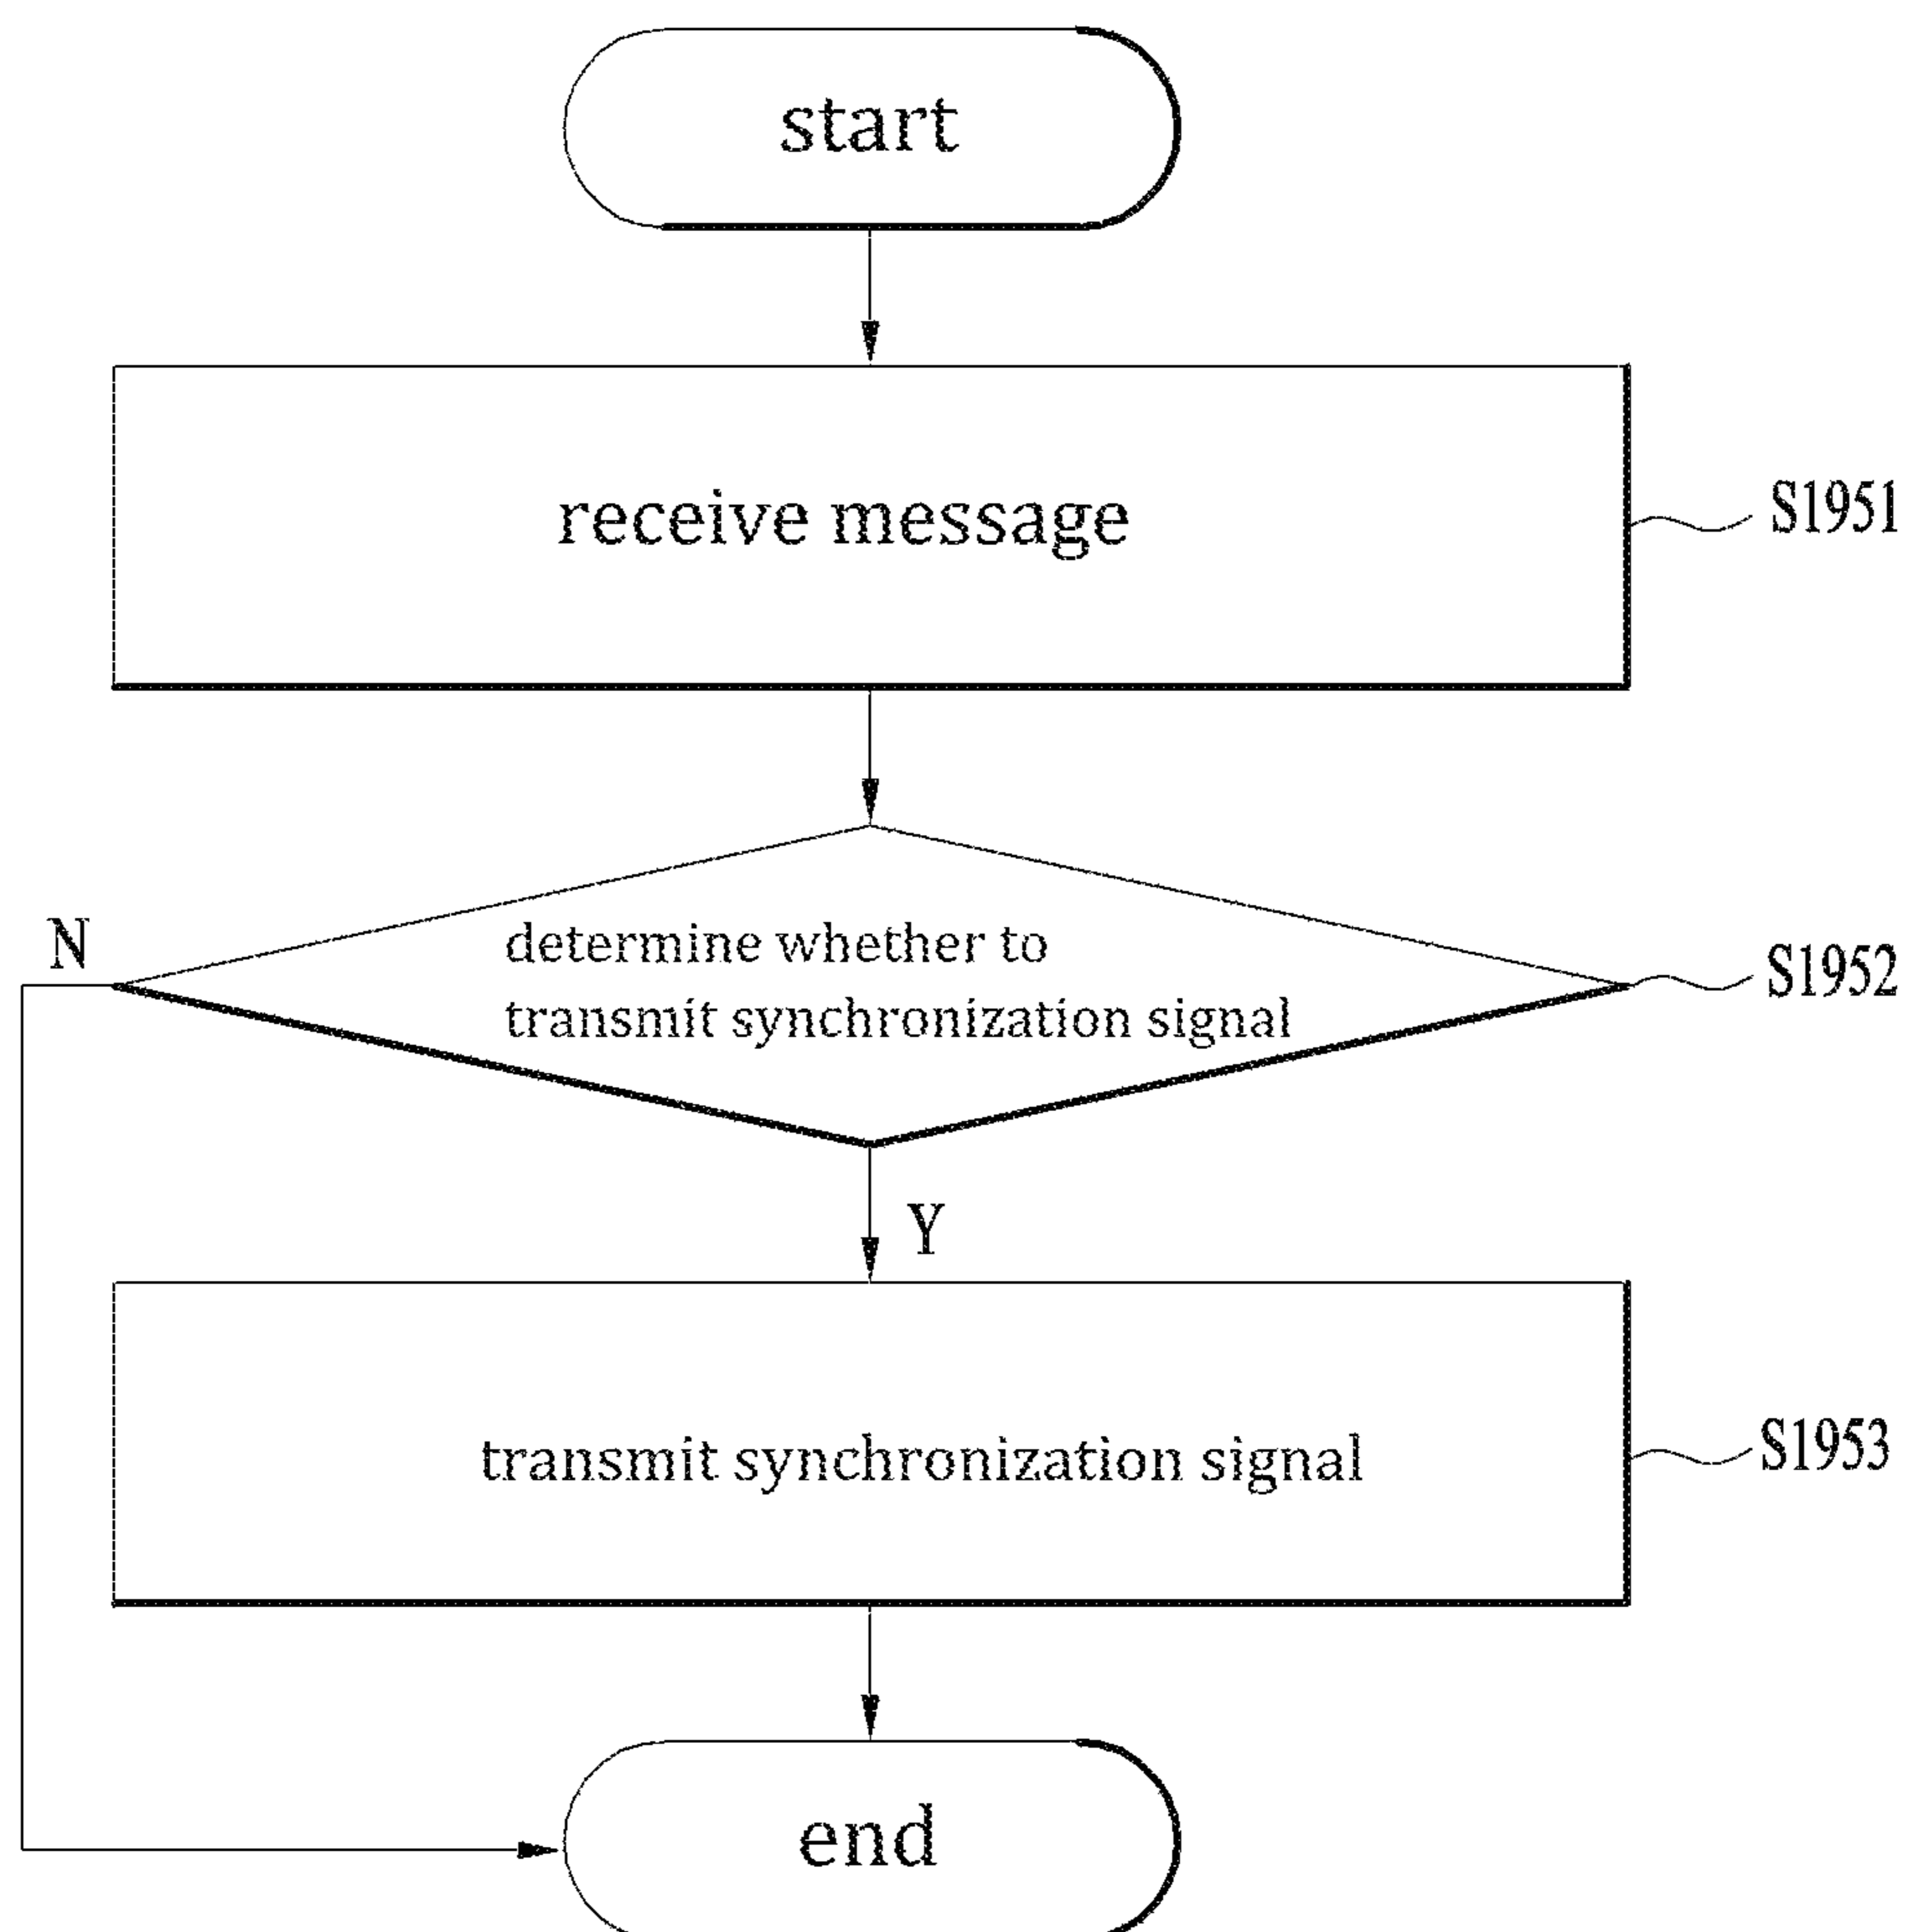 start
receive message
S1951
N
determine whether to
transmit synchronization signal
S1952
Y
transmit synchronization signal
S1953
end